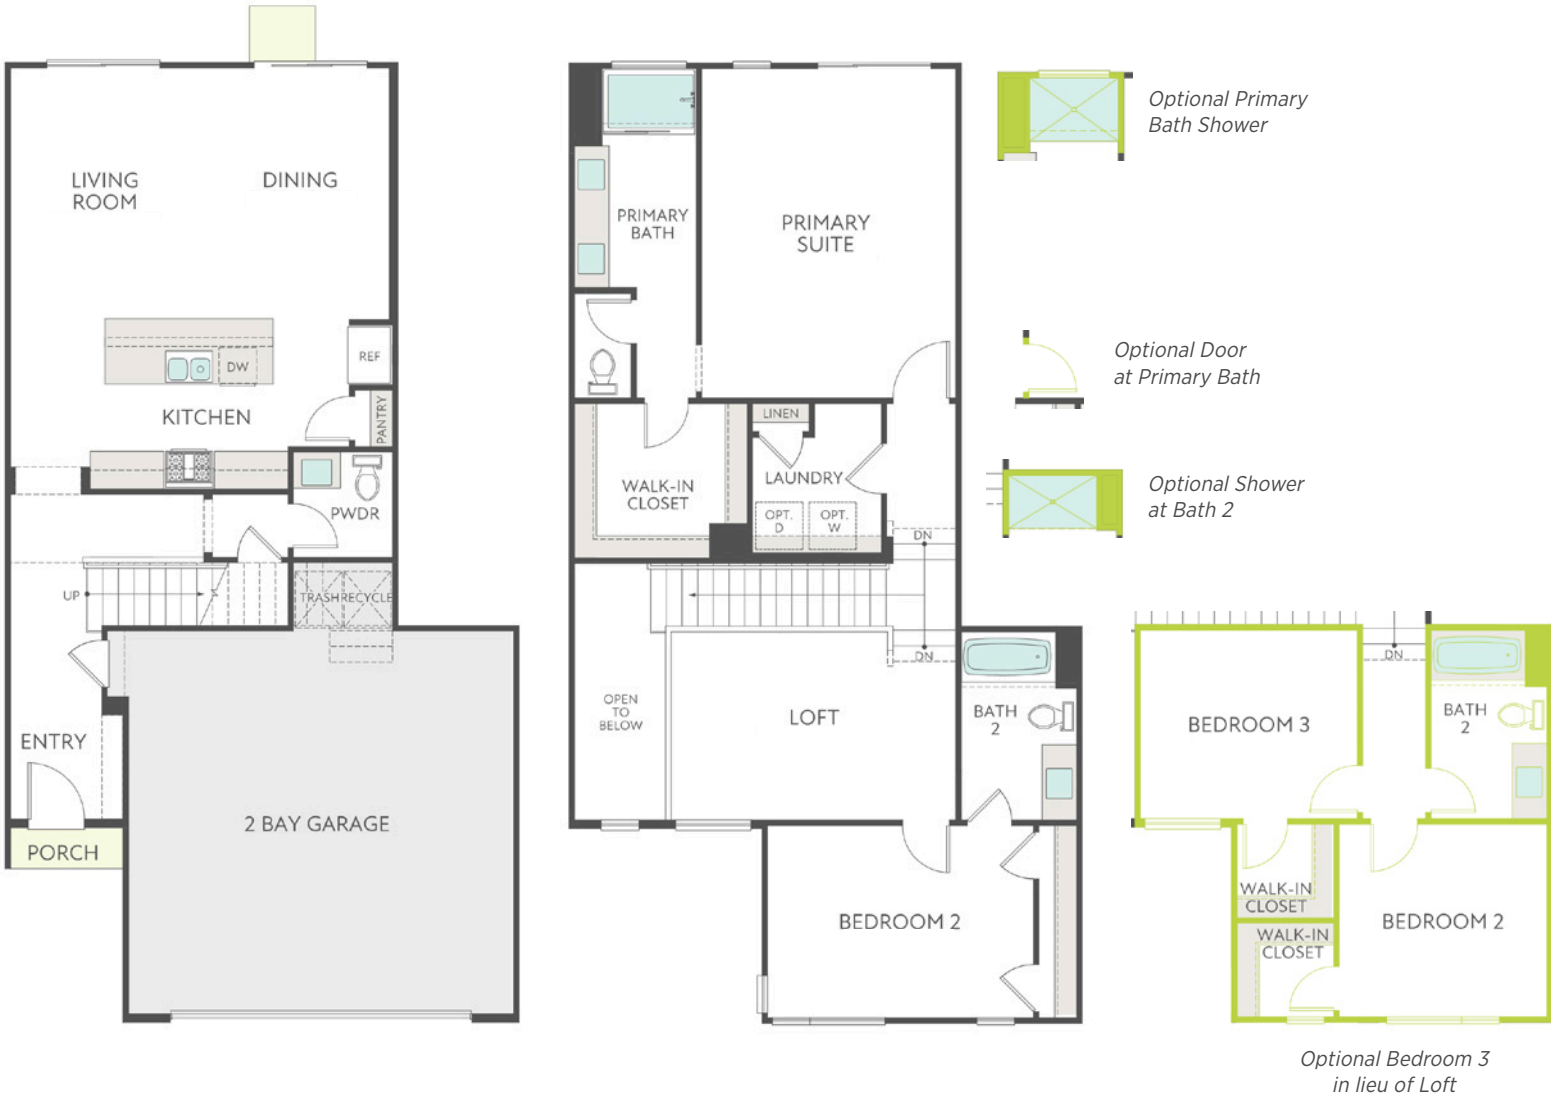 LIVING
ROOM
DINING
REF
DW
KITCHEN
PANTRY
PWDR
UP
TRASH
RECYCLE
ENTRY
2 BAY GARAGE
PORCH
PRIMARY
BATH
PRIMARY
SUITE
LINEN
LAUNDRY
WALK-IN
CLOSET
OPT.
D
OPT.
W
DN
DN
OPEN
TO
BELOW
LOFT
BATH
2
BEDROOM 2
Optional Primary
Bath Shower
Optional Door
at Primary Bath
Optional Shower
at Bath 2
DN
BEDROOM 3
BATH
2
WALK-IN
CLOSET
WALK-IN
CLOSET
BEDROOM 2
Optional Bedroom 3
in lieu of Loft